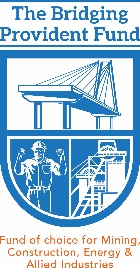 The Bridging
Provident Fund
Fund of choice for Mining,
Construction, Energy &
Allied Industries